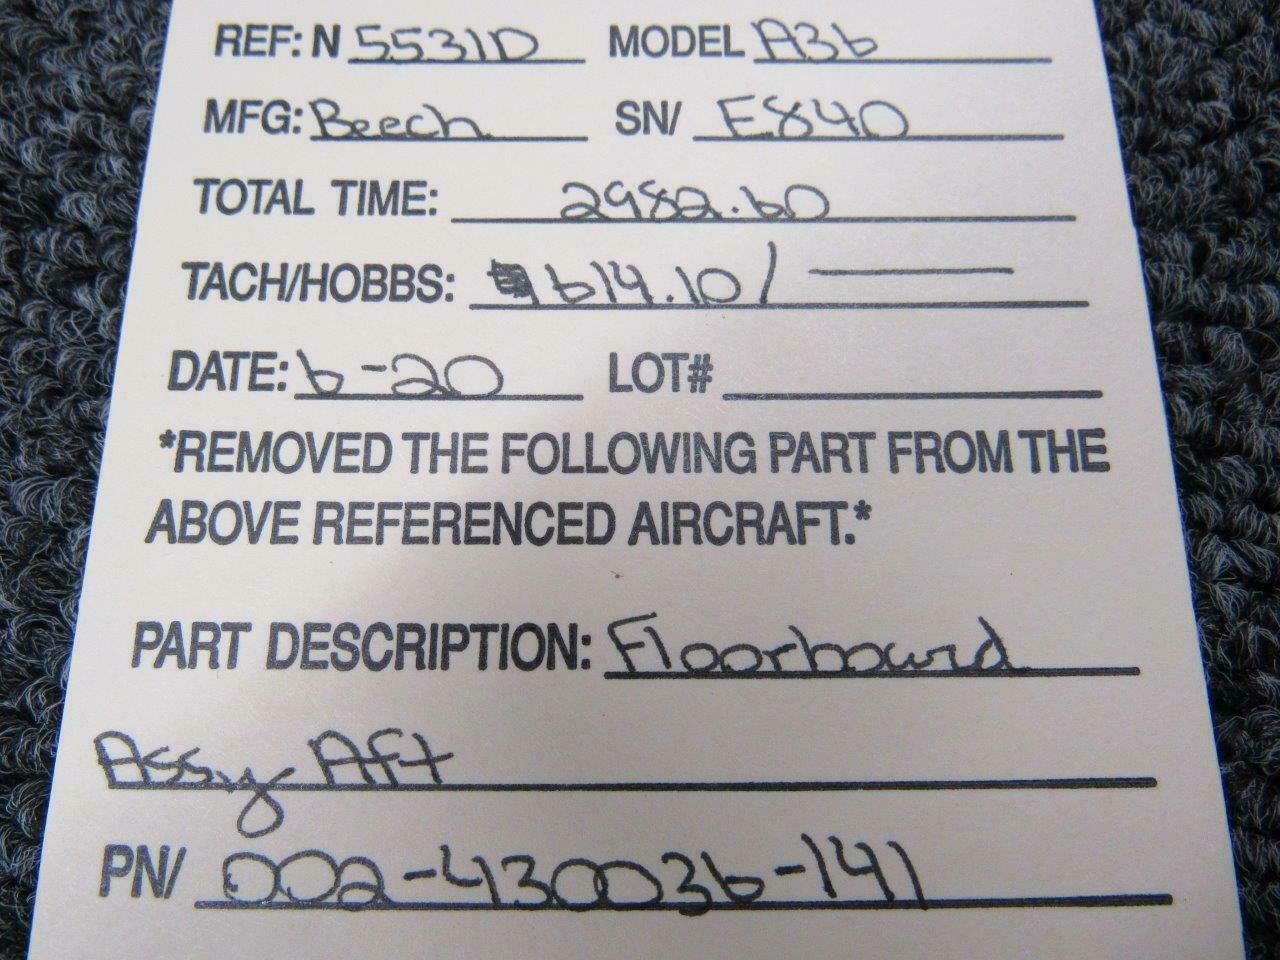 REF: N 5531D MODEL A36
MFG: Beech SN/ E840
TOTAL TIME: 2982.60
TACH/HOBBS: 614.10 / —
DATE: 6-20 LOT#
*REMOVED THE FOLLOWING PART FROM THE
ABOVE REFERENCED AIRCRAFT.*
PART DESCRIPTION: Floorboard
Assy Aft
PN/ 002-430036-141